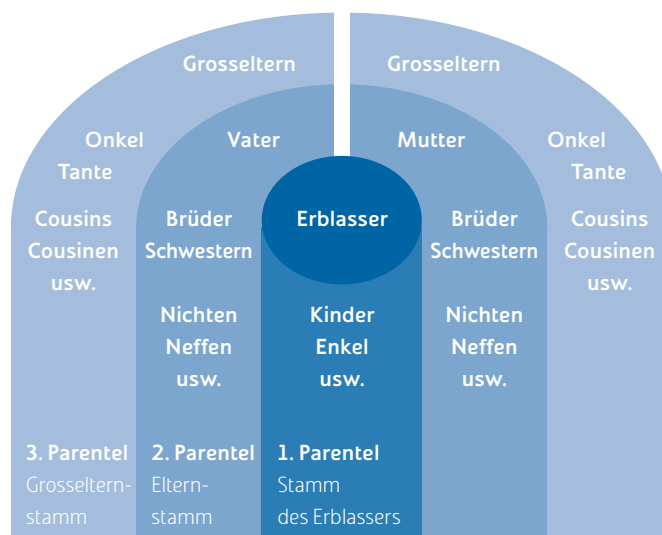 Grosseltern
Grosseltern
Onkel
Tante
Vater
Mutter
Onkel
Tante
Cousins
Cousinen
usw.
Brüder
Schwestern
Erblasser
Brüder
Schwestern
Cousins
Cousinen
usw.
Nichten
Neffen
usw.
Kinder
Enkel
usw.
Nichten
Neffen
usw.
3. Parentel
Grosseltern-
stamm
2. Parentel
Eltern-
stamm
1. Parentel
Stamm
des Erblassers